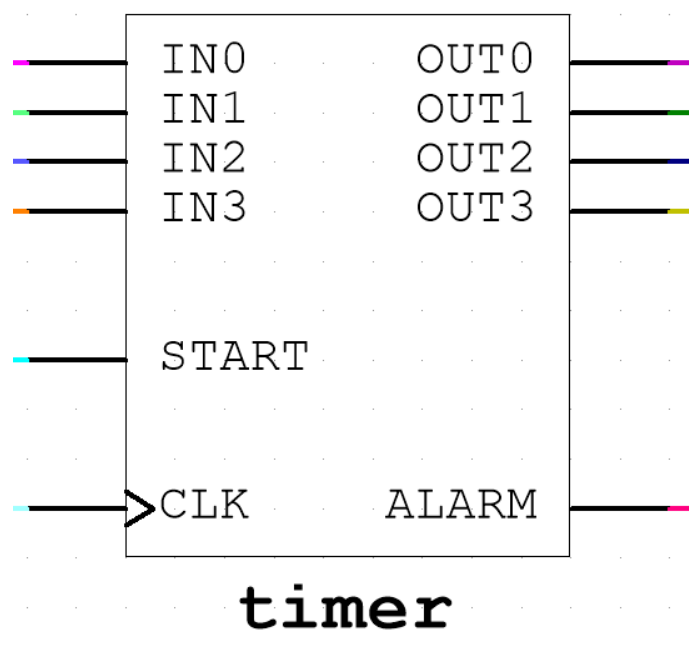 IN0 OUT0
IN1 OUT1
IN2 OUT2
IN3 OUT3
START
CLK ALARM
timer